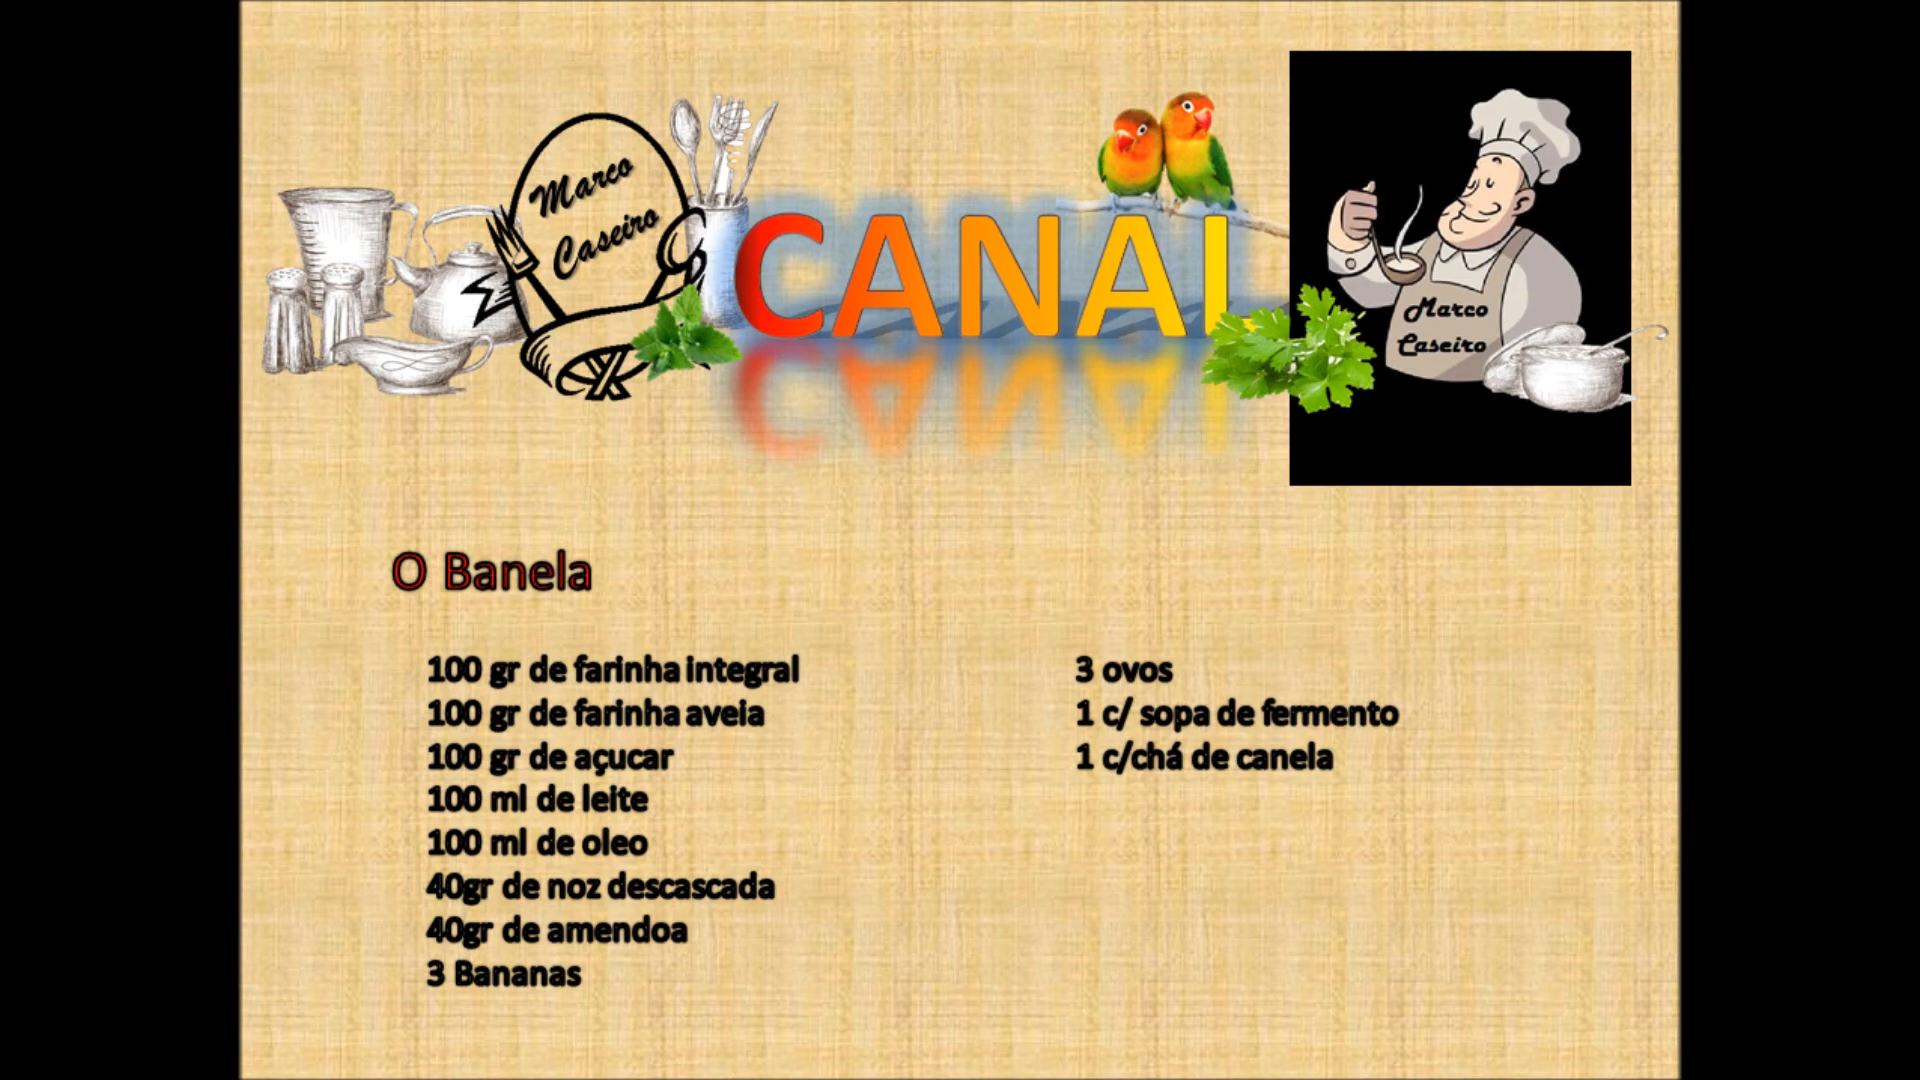 Marco
Caseiro
CANAL
Marco
Caseiro
O Banela
100 gr de farinha integral
100 gr de farinha aveia
100 gr de açucar
100 ml de leite
100 ml de oleo
40gr de noz descascada
40gr de amendoa
3 Bananas
3 ovos
1 c/ sopa de fermento
1 c/chá de canela